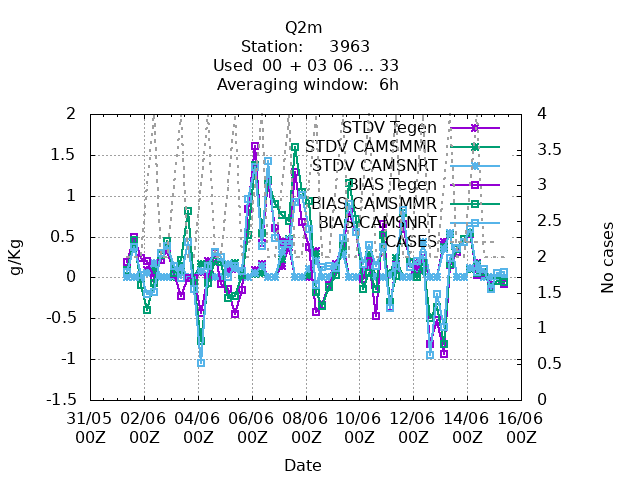 Q2m
Station: 3963
Used 00 + 03 06 ... 33
Averaging window: 6h
2
1.5
1
0.5
0
-0.5
-1
-1.5
4
3.5
3
2.5
2
1.5
1
0.5
0
g/Kg
No cases
STDV Tegen
STDV CAMSMMR
STDV CAMSNRT
BIAS Tegen
BIAS CAMSMMR
BIAS CAMSNRT
CASES
31/05 02/06 04/06 06/06 08/06 10/06 12/06 14/06 16/06
00Z 00Z 00Z 00Z 00Z 00Z 00Z 00Z 00Z
Date